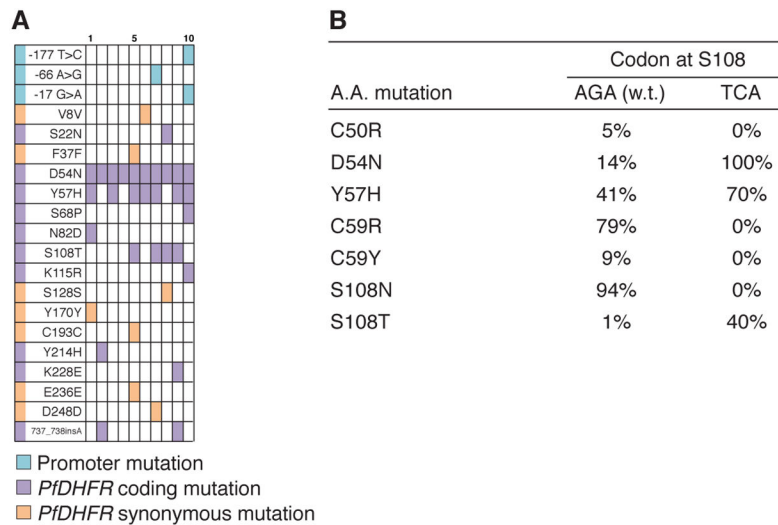 A
1 5 10
-177 T>C
-66 A>G
-17 G>A
V8V
S22N
F37F
D54N
Y57H
S68P
N82D
S108T
K115R
S128S
Y170Y
C193C
Y214H
K228E
E236E
D248D
737_738insA
Promoter mutation
PfDHFR coding mutation
PfDHFR synonymous mutation
B
Codon at S108
A.A. mutation AGA (w.t.) TCA
C50R 5% 0%
D54N 14% 100%
Y57H 41% 70%
C59R 79% 0%
C59Y 9% 0%
S108N 94% 0%
S108T 1% 40%